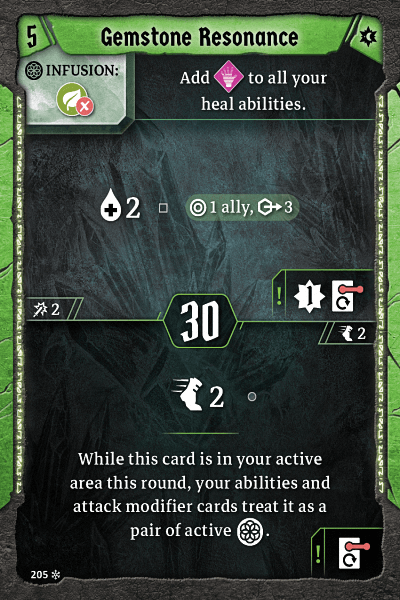 5
Gemstone Resonance
INFUSION:
Add to all your
heal abilities.
2
1 ally, 3
! 1
2
30
2
2
While this card is in your active
area this round, your abilities and
attack modifier cards treat it as a
pair of active .
!
205